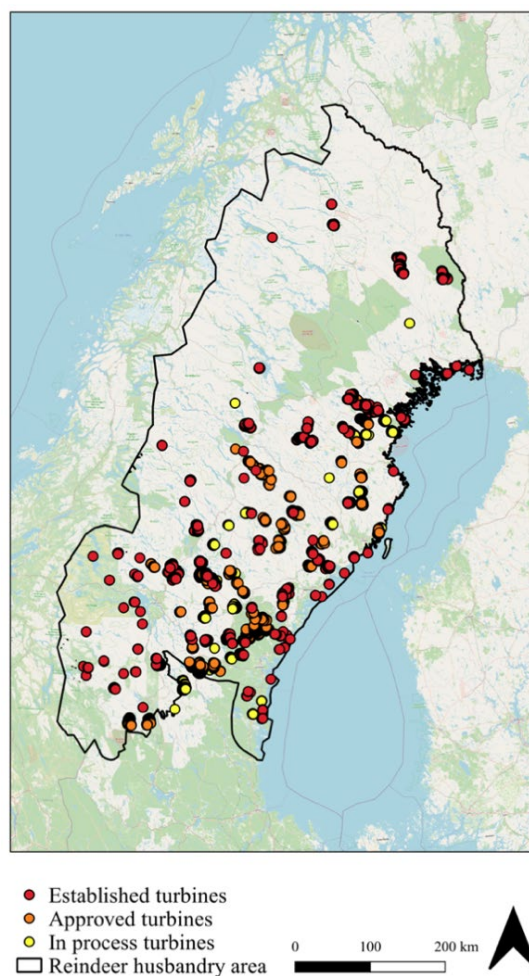 Established turbines
Approved turbines
In process turbines
Reindeer husbandry area
0 100 200 km